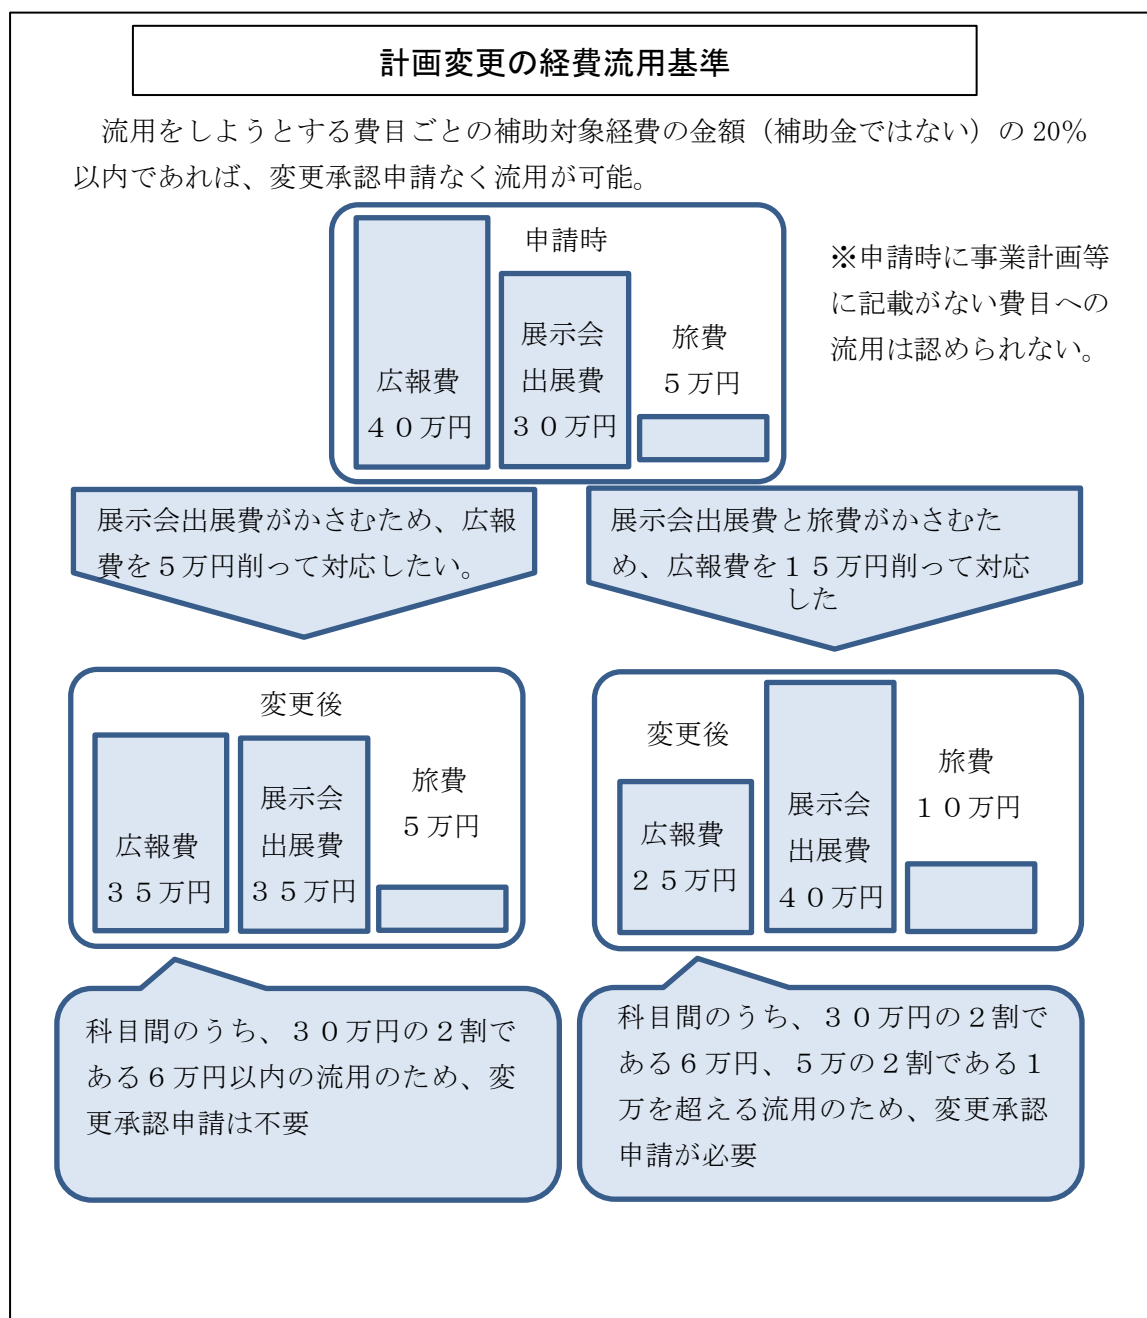 計画変更の経費流用基準
流用をしようとする費目ごとの補助対象経費の金額（補助金ではない）の 20%
以内であれば、変更承認申請なく流用が可能。
申請時
広報費
４０万円
展示会
出展費
３０万円
旅費
５万円
※申請時に事業計画等
に記載がない費目への
流用は認められない。
展示会出展費がかさむため、広報
費を５万円削って対応したい。
展示会出展費と旅費がかさむた
め、広報費を１５万円削って対応
した
変更後
広報費
３５万円
展示会
出展費
３５万円
旅費
５万円
変更後
広報費
２５万円
展示会
出展費
４０万円
旅費
１０万円
科目間のうち、３０万円の２割で
ある６万円以内の流用のため、変
更承認申請は不要
科目間のうち、３０万円の２割で
ある６万円、５万の２割である１
万を超える流用のため、変更承認
申請が必要